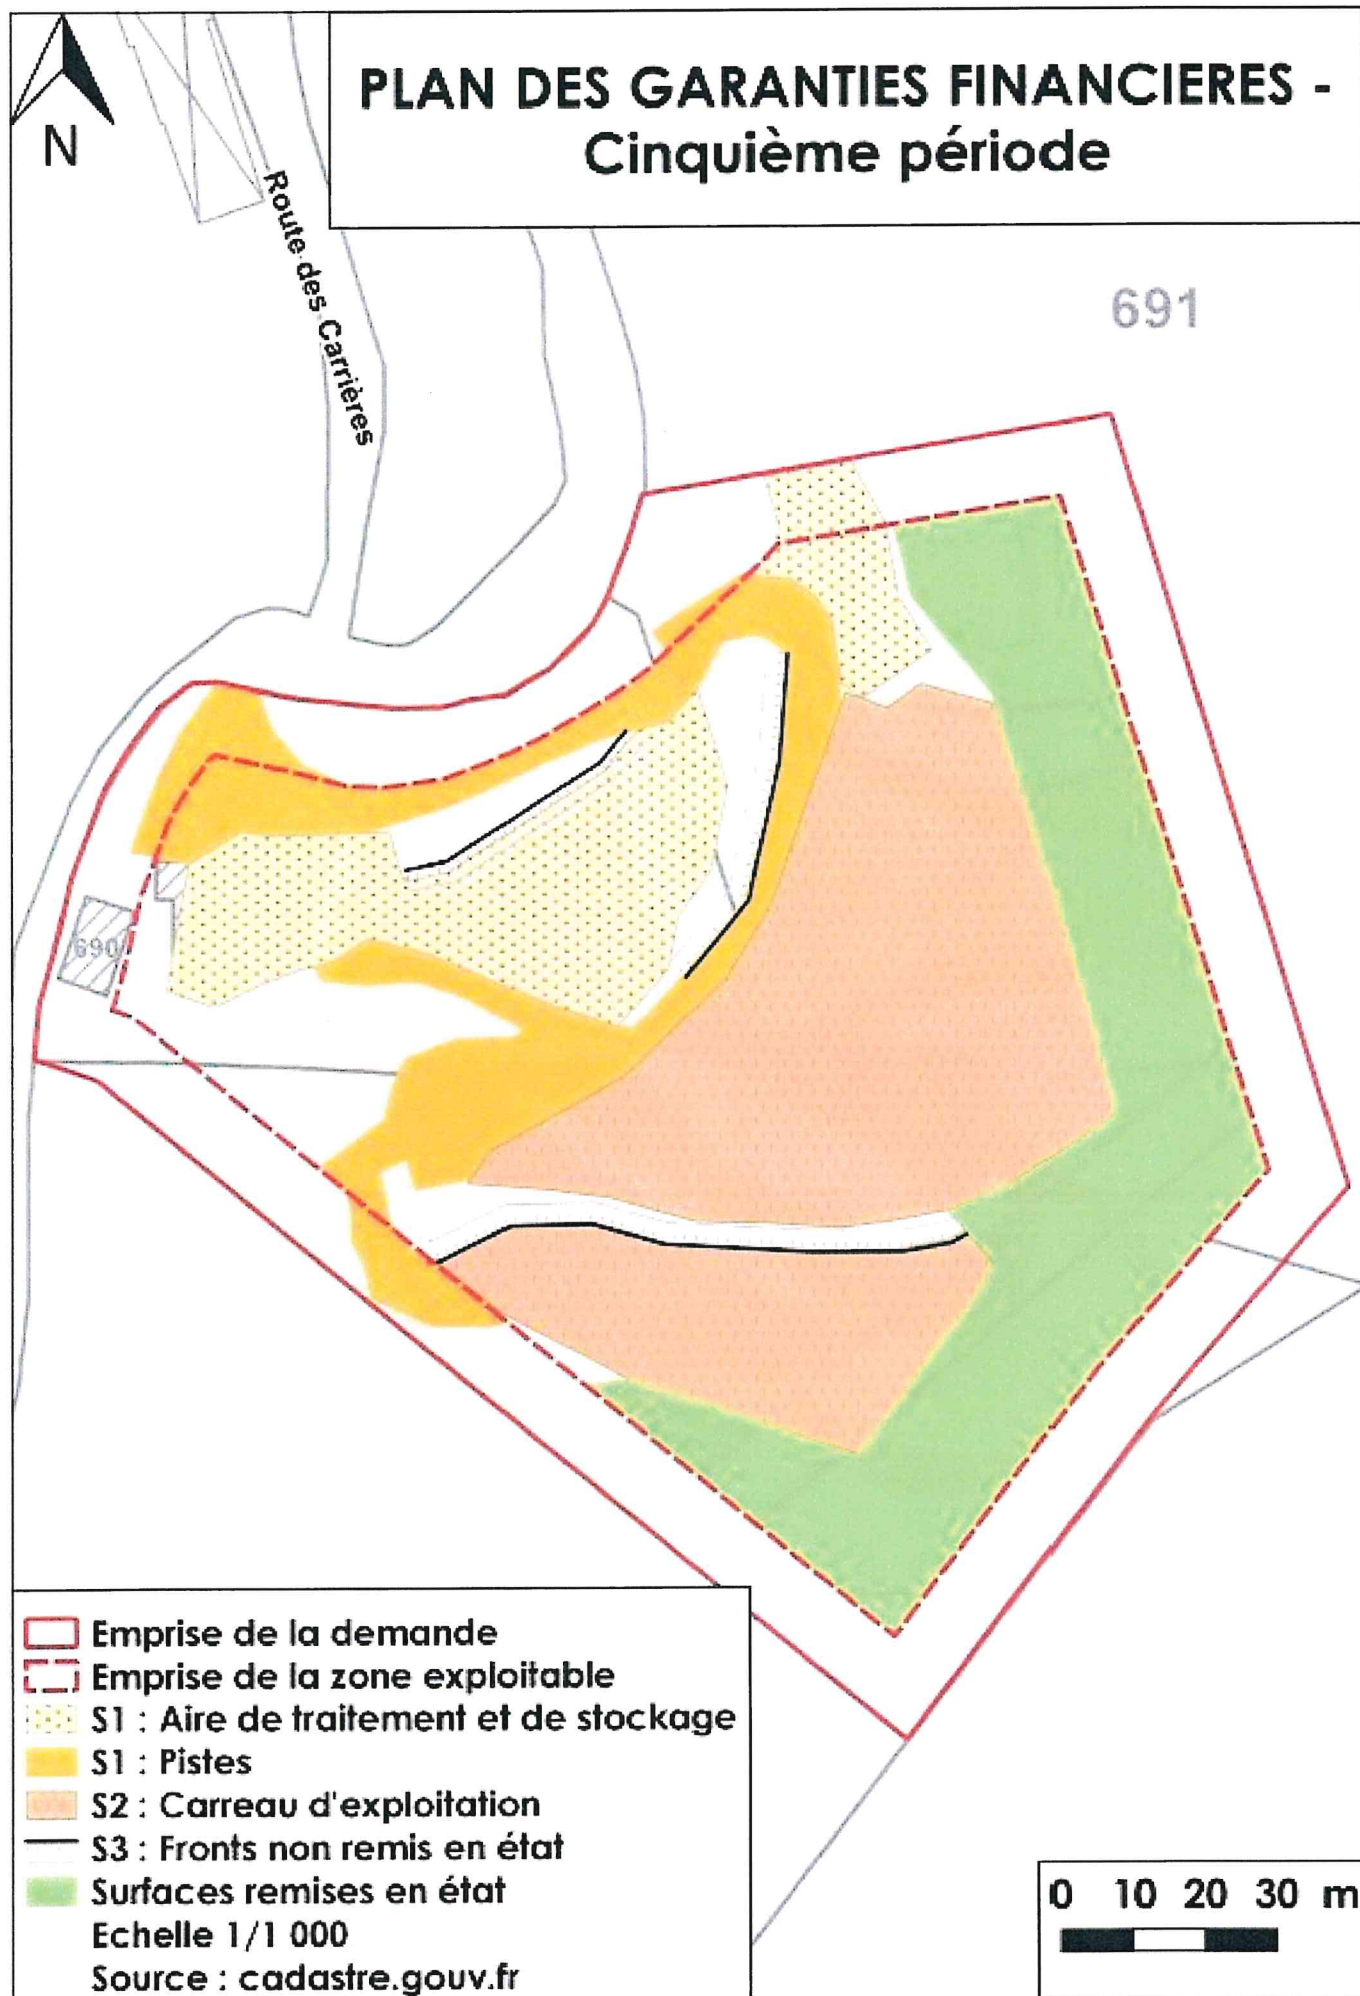 PLAN DES GARANTIES FINANCIERES -
Cinquième période
N
Route des Carrières
691
690
Emprise de la demande
Emprise de la zone exploitable
S1 : Aire de traitement et de stockage
S1 : Pistes
S2 : Carreau d'exploitation
S3 : Fronts non remis en état
Surfaces remises en état
Echelle 1/1 000
Source : cadastre.gouv.fr
0 10 20 30 m